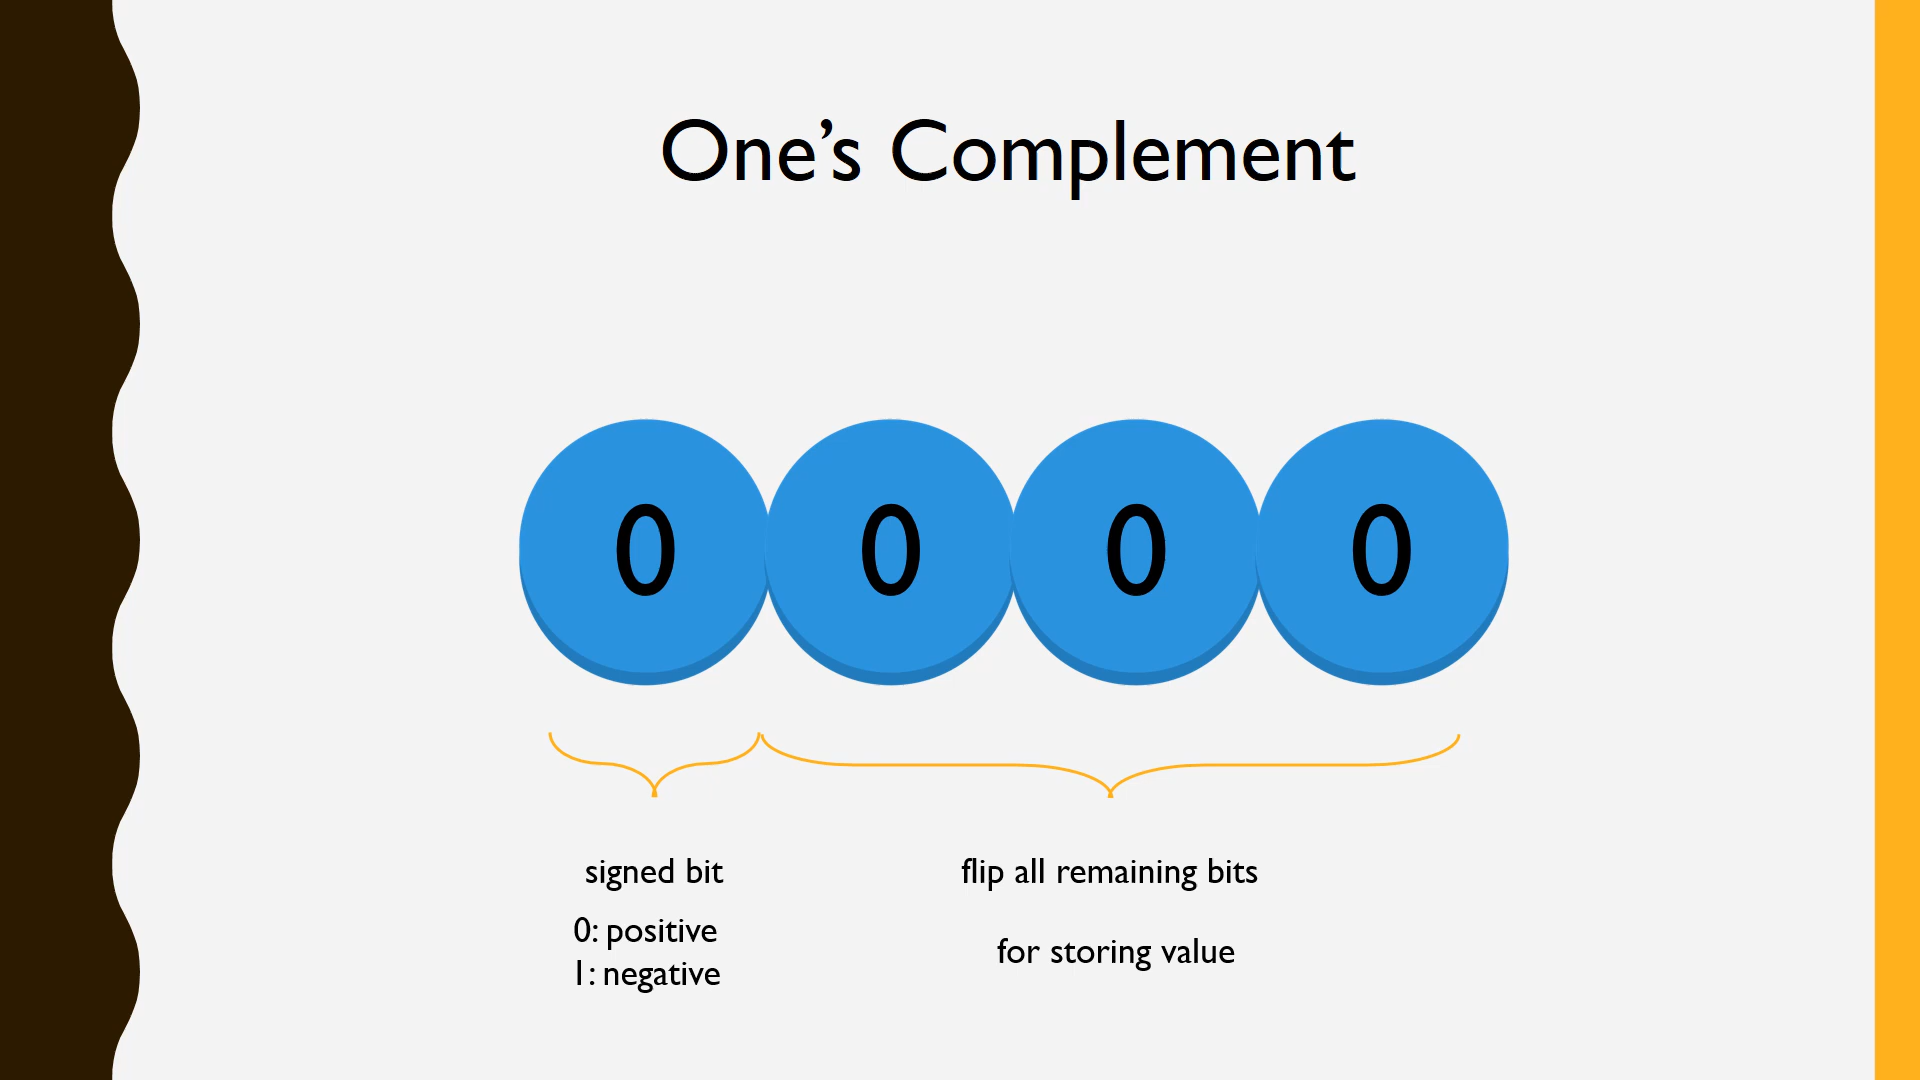 One’s Complement
0 0 0 0
signed bit
0: positive
1: negative
flip all remaining bits
for storing value